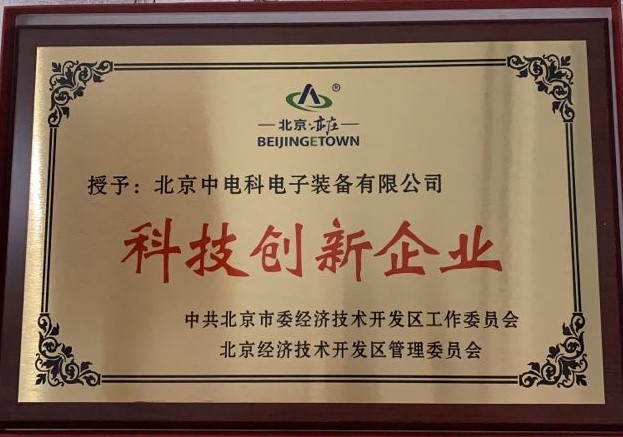 ®
北京·亦庄
BEIJINGETOWN
授予：北京中电科电子装备有限公司
科技创新企业
中共北京市委经济技术开发区工作委员会
北京经济技术开发区管理委员会